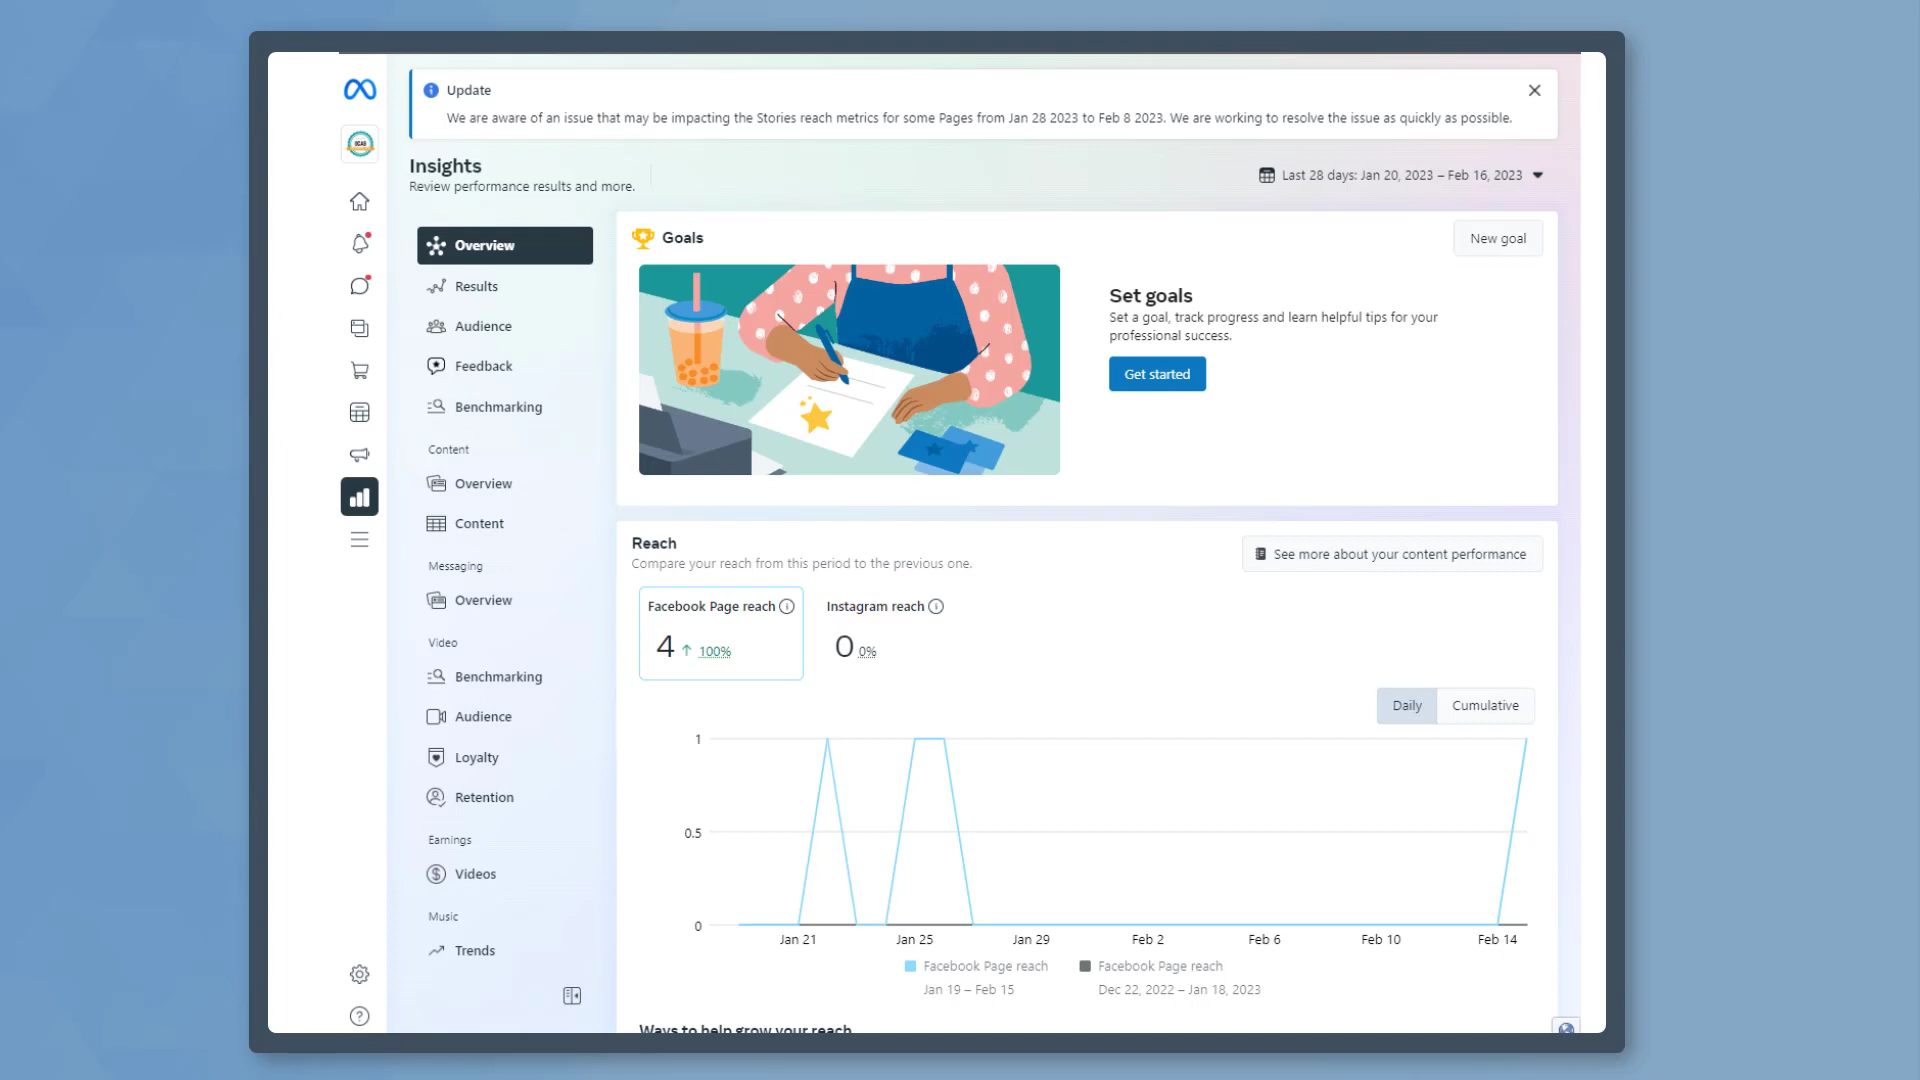 Update
We are aware of an issue that may be impacting the Stories reach metrics for some Pages from Jan 28 2023 to Feb 8 2023. We are working to resolve the issue as quickly as possible.
Insights
Review performance results and more.
Last 28 days: Jan 20, 2023 – Feb 16, 2023
Overview
Results
Audience
Feedback
Benchmarking
Content
Overview
Content
Messaging
Overview
Video
Benchmarking
Audience
Loyalty
Retention
Earnings
Videos
Music
Trends
Goals
New goal
Set goals
Set a goal, track progress and learn helpful tips for your
professional success.
Get started
Reach
Compare your reach from this period to the previous one.
See more about your content performance
Facebook Page reach
4 ↑ 100%
Instagram reach
0 0%
Daily
Cumulative
1
0.5
0
Jan 21
Jan 25
Jan 29
Feb 2
Feb 6
Feb 10
Feb 14
Facebook Page reach
Jan 19 – Feb 15
Facebook Page reach
Dec 22, 2022 – Jan 18, 2023
Ways to help grow your reach